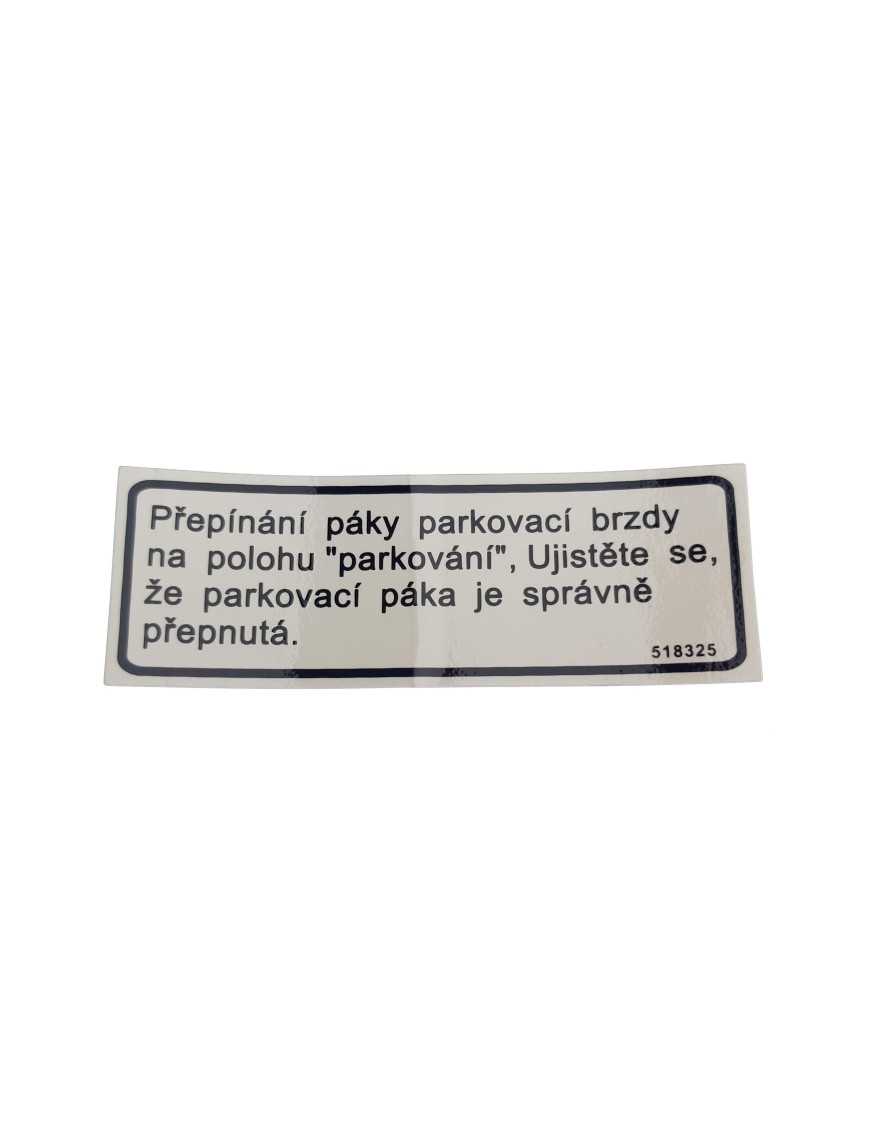 Přepínání páky parkovací brzdy
na polohu "parkování", Ujistěte se,
že parkovací páka je správně
přepnutá.
518325